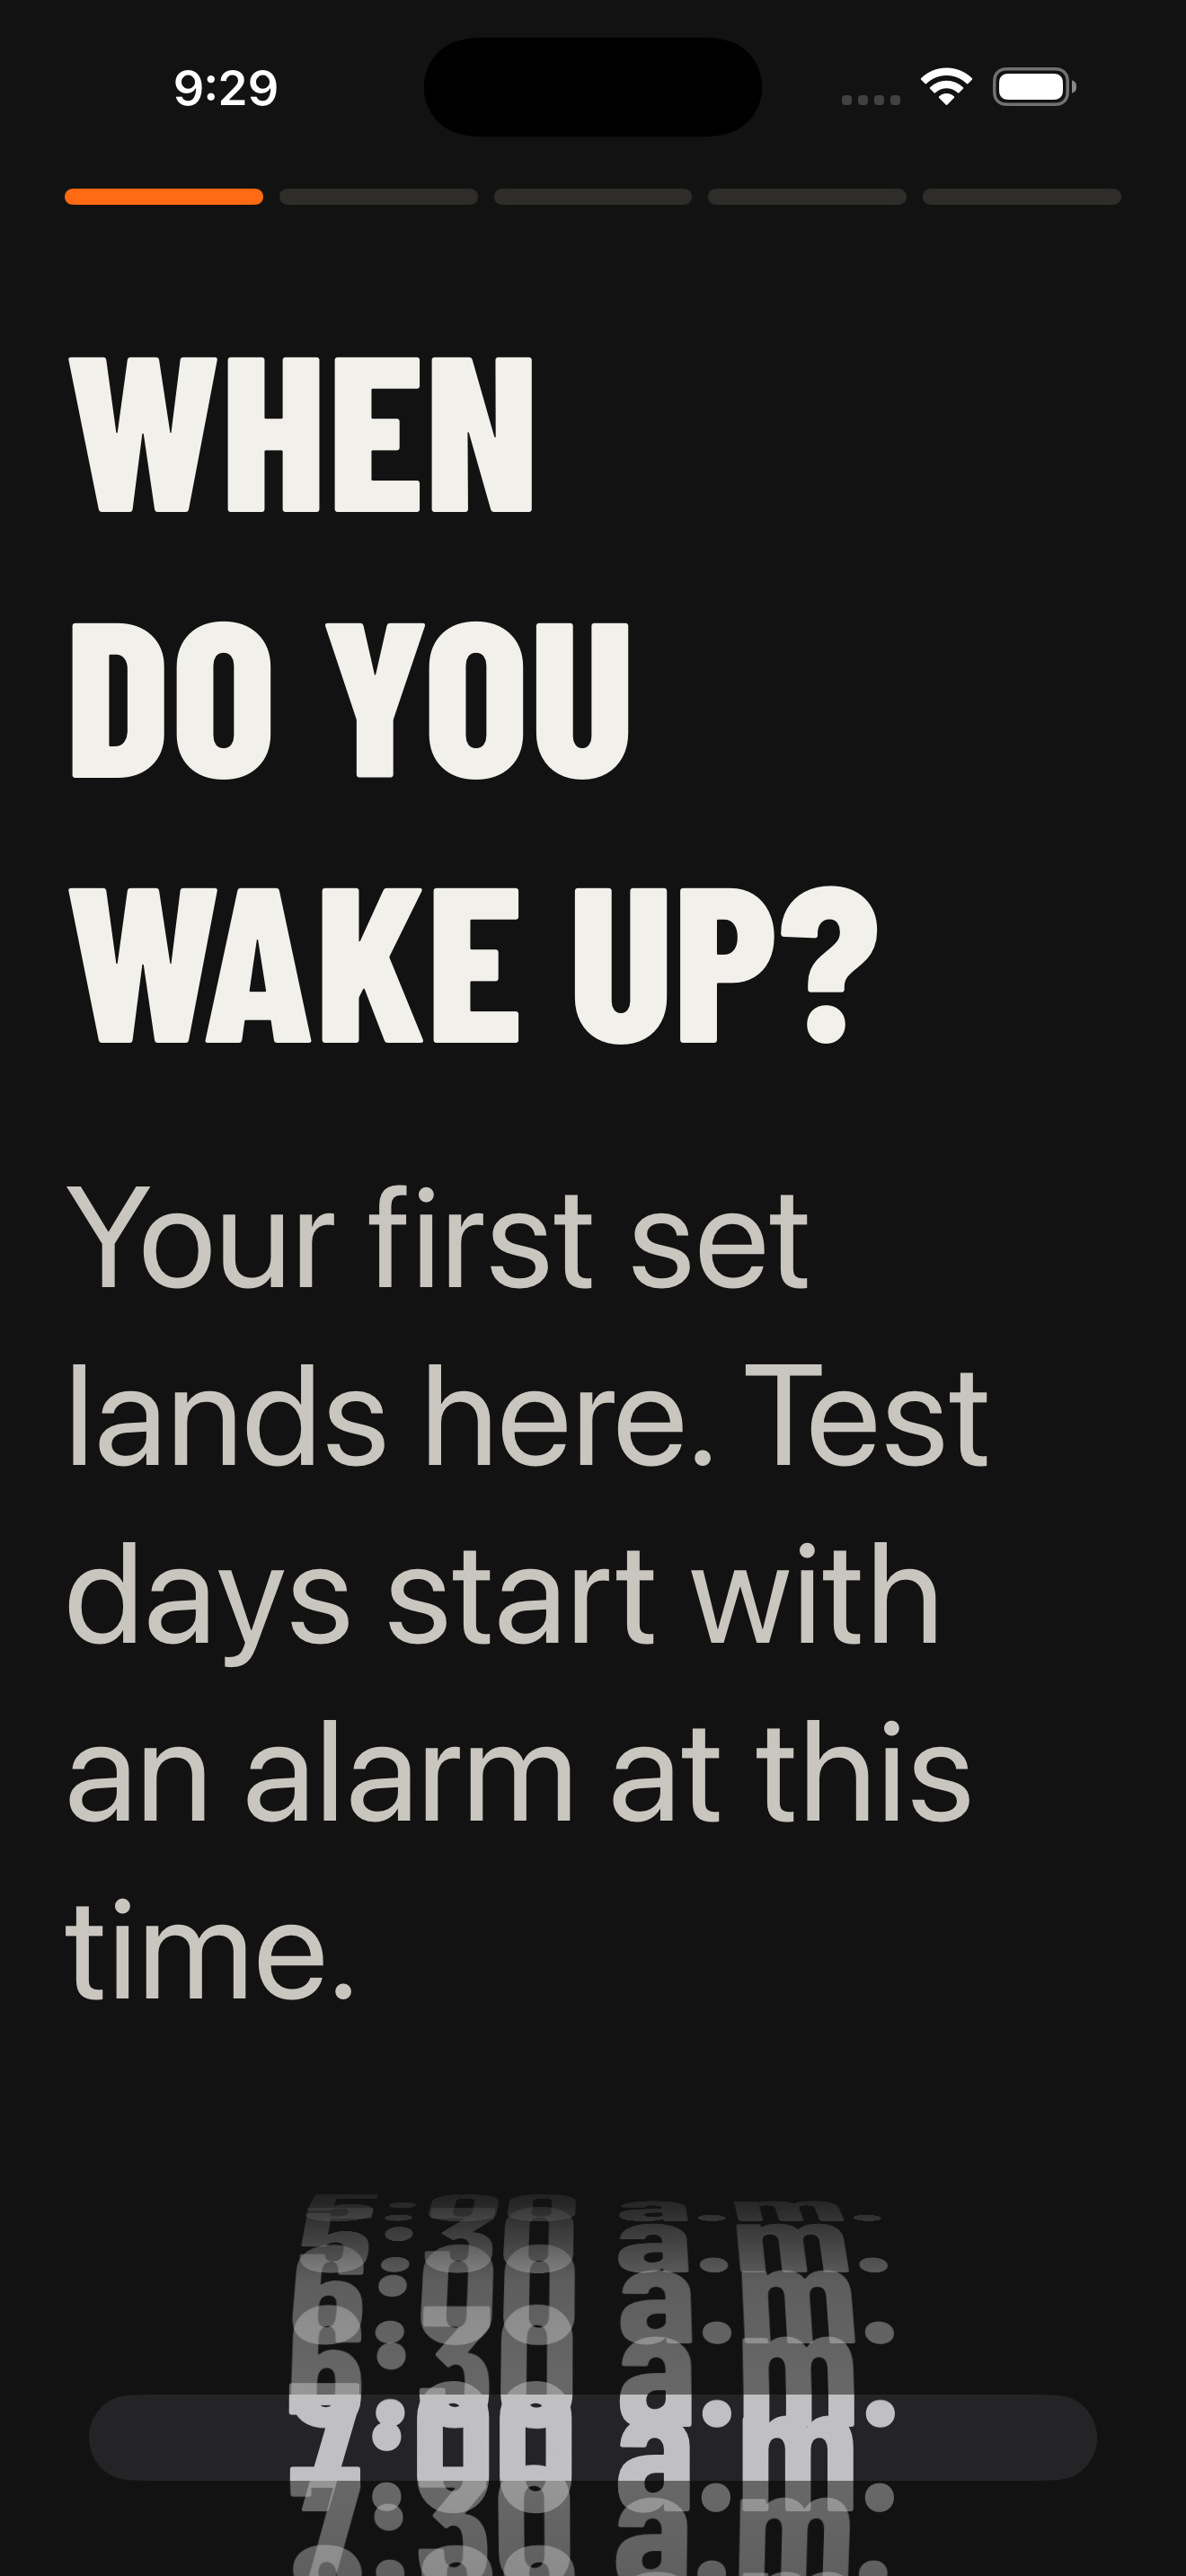 9:29
WHEN
DO YOU
WAKE UP?
Your first set
lands here. Test
days start with
an alarm at this
time.
5:30 a.m.
6:00 a.m.
6:30 a.m.
7:00 a.m.
7:30 a.m.